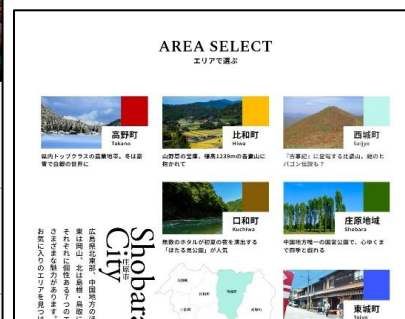 AREA SELECT
エリアで選ぶ
高野町
Takano
県内トップクラスの農業地帯。冬は豪
雪で白銀の世界に
比和町
Hiwa
山野草の宝庫、標高1239mの吾妻山に
抱かれて
西城町
Saijyo
「古事記」に登場する比婆山。謎のヒ
バゴン伝説も?
口和町
Kuchiwa
無数のホタルが初夏の夜を演出する
「ほたる見公園」が人気
庄原地域
Shobara
中国地方唯一の国営公園で、心ゆくま
で四季と戯れる
東城町
Tojyo
Shobara
City
庄原市
広島県北東部、中国地方の
東は岡山、北は島根・鳥取に
それぞれに個性ある7つのエ
さまざまな魅力があります。
お気に入りのエリアを見つけ